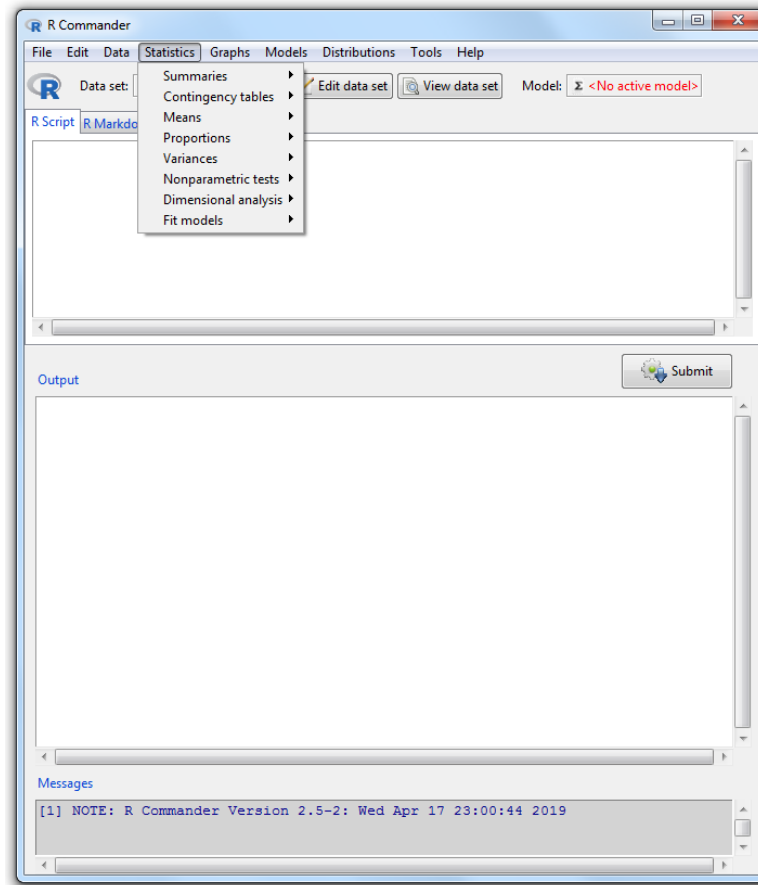 R Commander
File Edit Data Statistics Graphs Models Distributions Tools Help
R Data set: Edit data set View data set Model: Σ <No active model>
Summaries
Contingency tables
Means
Proportions
Variances
Nonparametric tests
Dimensional analysis
Fit models
R Script R Markdo
Submit
Output
Messages
[1] NOTE: R Commander Version 2.5-2: Wed Apr 17 23:00:44 2019